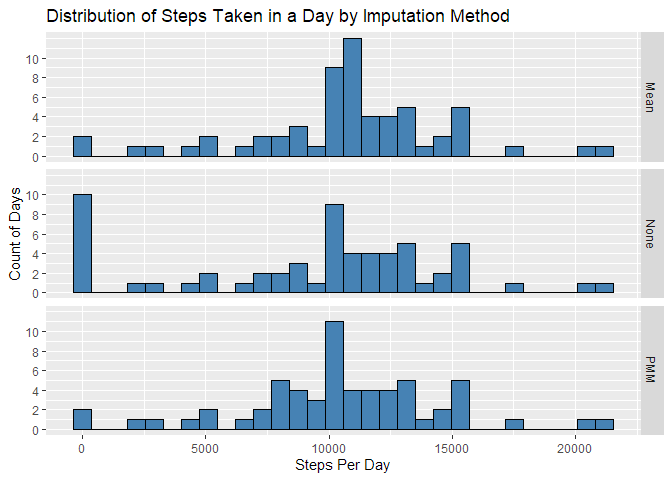 Distribution of Steps Taken in a Day by Imputation Method
10
8
6
4
2
0
Mean
10
8
6
4
2
0
None
10
8
6
4
2
0
PMM
Count of Days
0 5000 10000 15000 20000
Steps Per Day